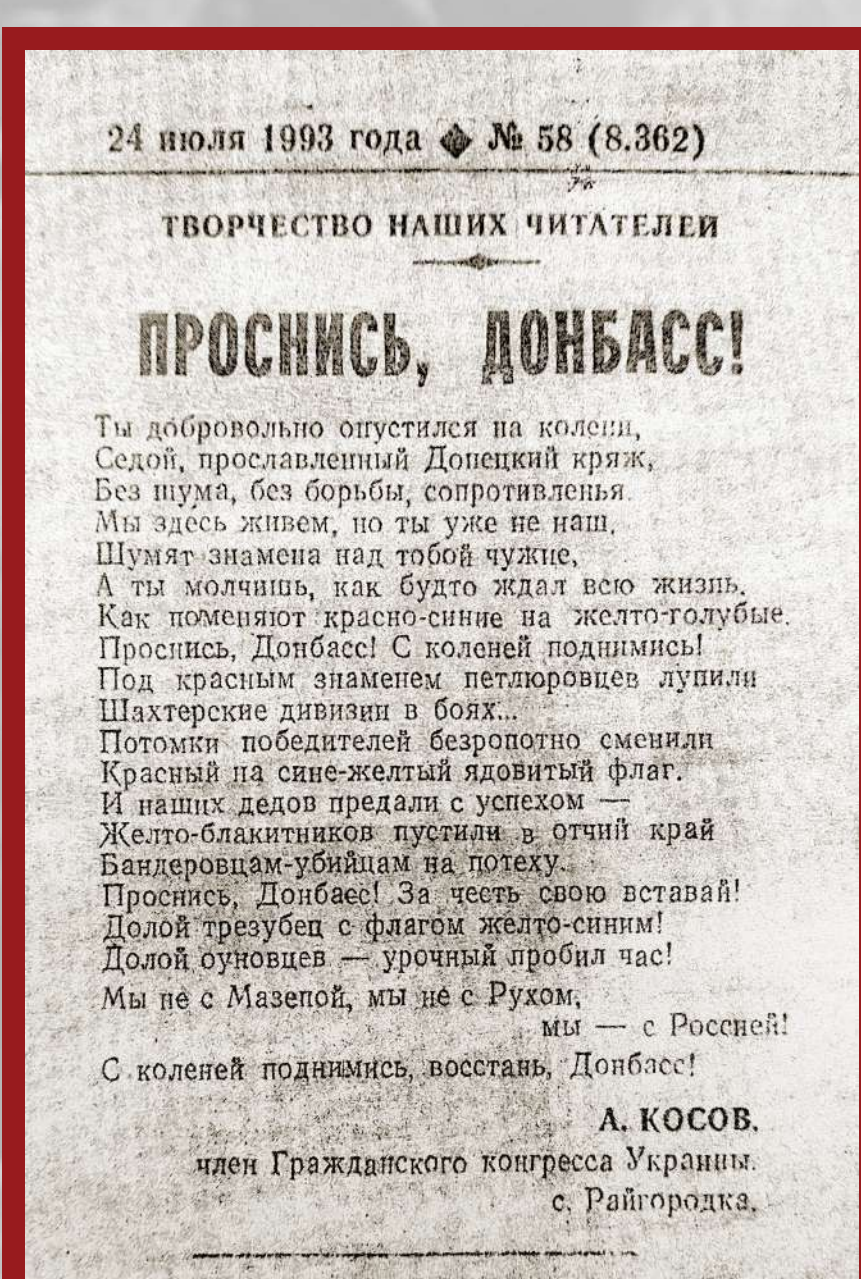 24 июля 1993 года № 58 (8.362)
ТВОРЧЕСТВО НАШИХ ЧИТАТЕЛЕЙ
ПРОСНИСЬ, ДОНБАСС!
Ты добровольно опустился на колени,
Седой, прославленный Донецкий кряж,
Без шума, без борьбы, сопротивленья
Мы здесь живем, но ты уже не наш.
Шумят знамена над тобой чужие,
А ты молчишь, как будто ждал всю жизнь.
Как поменяют красно-синие на желто-голубые.
Проснись, Донбасс! С коленей поднимись!
Под красным знаменем петлюровцев лупили
Шахтерские дивизии в боях...
Потомки победителей безропотно сменили
Красный на сине-желтый ядовитый флаг.
И наших дедов предали с успехом —
Желто-блакитников пустили в отчий край
Бандеровцам-убийцам на потеху.
Проснись, Донбасс! За честь свою вставай!
Долой трезубец с флагом желто-синим!
Долой оуновцев — урочный пробил час!
Мы не с Мазепой, мы не с Рухом,
мы — с Россией!
С коленей поднимись, восстань, Донбасс!
А. КОСОВ.
член Гражданского конгресса Украины.
с. Райгородка.